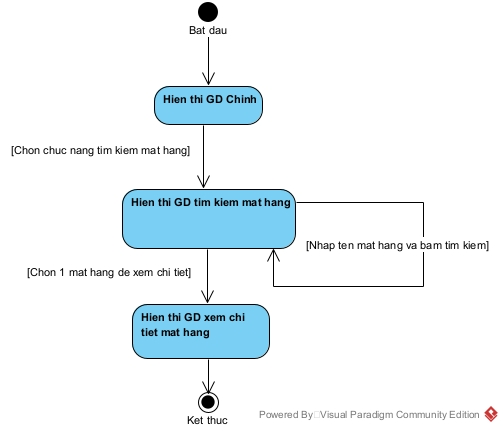 Bat dau
Hien thi GD Chinh
[Chon chuc nang tim kiem mat hang]
Hien thi GD tim kiem mat hang
[Nhap ten mat hang va bam tim kiem]
[Chon 1 mat hang de xem chi tiet]
Hien thi GD xem chi
tiet mat hang
Ket thuc
Powered By Visual Paradigm Community Edition